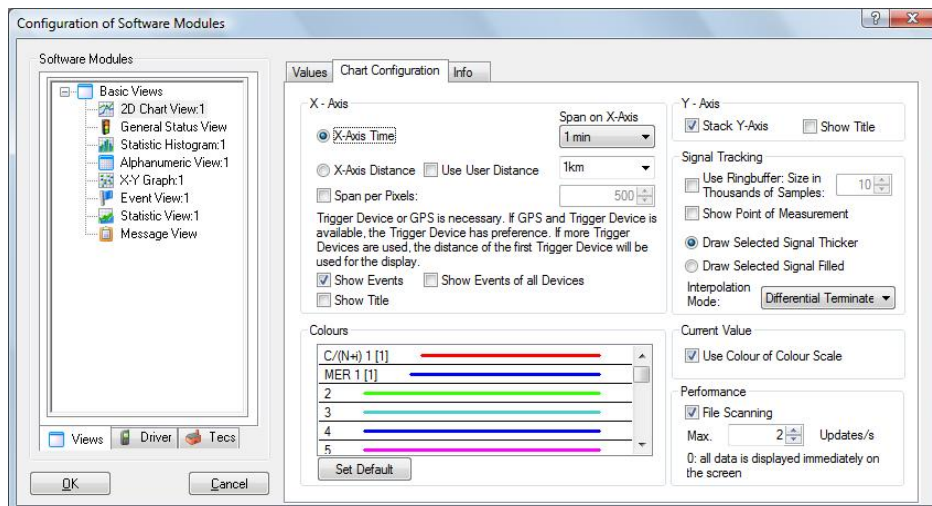 Configuration of Software Modules
Software Modules
Basic Views
2D Chart View:1
General Status View
Statistic Histogram:1
Alphanumeric View:1
X-Y Graph:1
Event View:1
Statistic View:1
Message View
Views
Driver
Tecs
OK
Cancel
Values
Chart Configuration
Info
X - Axis
Span on X-Axis
X-Axis Time
1 min
X-Axis Distance
Use User Distance
1km
Span per Pixels:
500
Trigger Device or GPS is necessary. If GPS and Trigger Device is
available, the Trigger Device has preference. If more Trigger
Devices are used, the distance of the first Trigger Device will be
used for the display.
Show Events
Show Events of all Devices
Show Title
Colours
C/(N+i) 1 [1]
MER 1 [1]
2
3
4
5
Set Default
Y - Axis
Stack Y-Axis
Show Title
Signal Tracking
Use Ringbuffer: Size in
Thousands of Samples:
10
Show Point of Measurement
Draw Selected Signal Thicker
Draw Selected Signal Filled
Interpolation
Mode:
Differential Terminate
Current Value
Use Colour of Colour Scale
Performance
File Scanning
Max.
2
Updates/s
0: all data is displayed immediately on
the screen